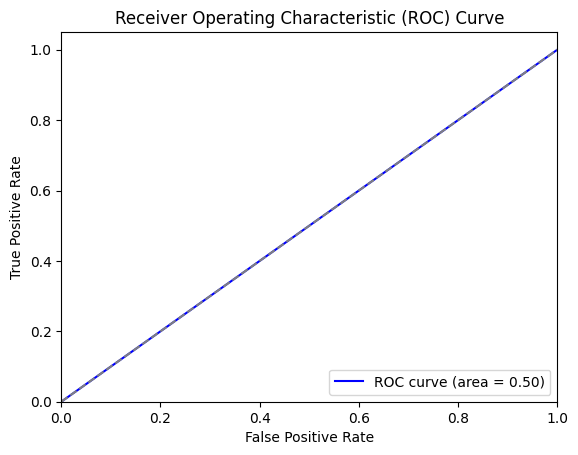 Receiver Operating Characteristic (ROC) Curve
1.0
0.8
0.6
0.4
0.2
0.0
True Positive Rate
ROC curve (area = 0.50)
0.0 0.2 0.4 0.6 0.8 1.0
False Positive Rate